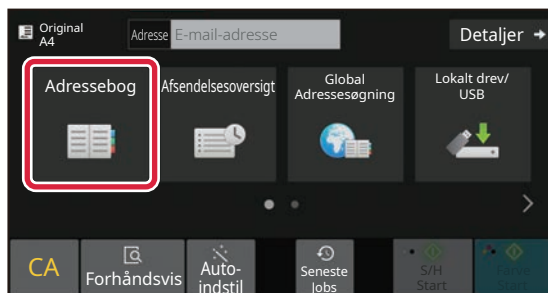 Original
A4
Adresse E-mail-adresse
Detaljer
Adressebog
Afsendelsesoversigt
Global
Adressesøgning
Lokalt drev/
USB
CA
Forhåndsvis
Auto-
indstil
Seneste
Jobs
S/H
Start
Farve
Start